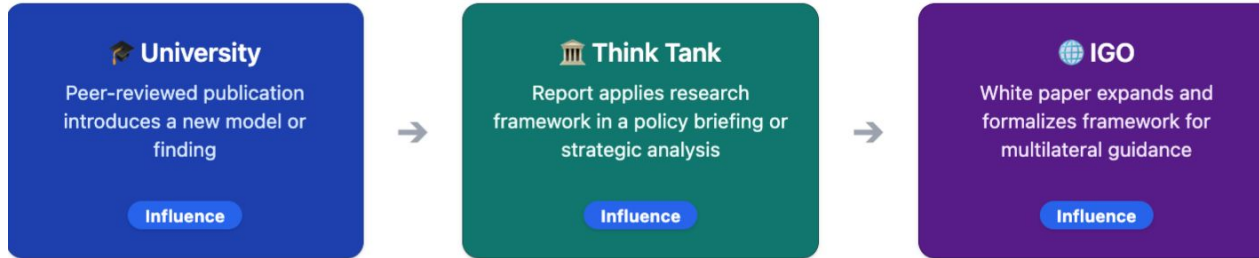 University
Peer-reviewed publication
introduces a new model or
finding
Influence
Think Tank
Report applies research
framework in a policy briefing or
strategic analysis
Influence
IGO
White paper expands and
formalizes framework for
multilateral guidance
Influence